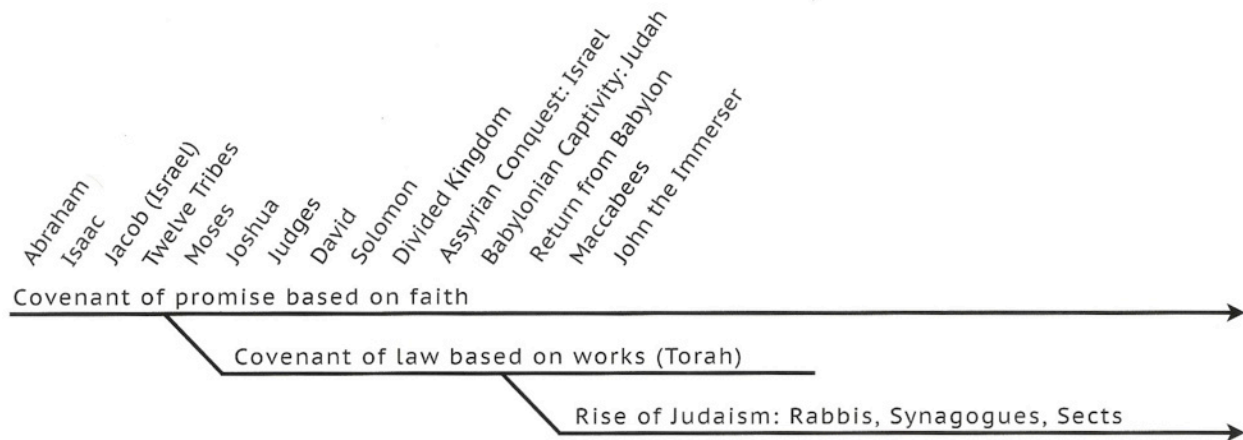 Abraham
Isaac
Jacob (Israel)
Twelve Tribes
Moses
Joshua
Judges
David
Solomon
Divided Kingdom
Assyrian Conquest: Israel
Babylonian Captivity: Judah
Return from Babylon
Maccabees
John the Immerser
Covenant of promise based on faith
Covenant of law based on works (Torah)
Rise of Judaism: Rabbis, Synagogues, Sects